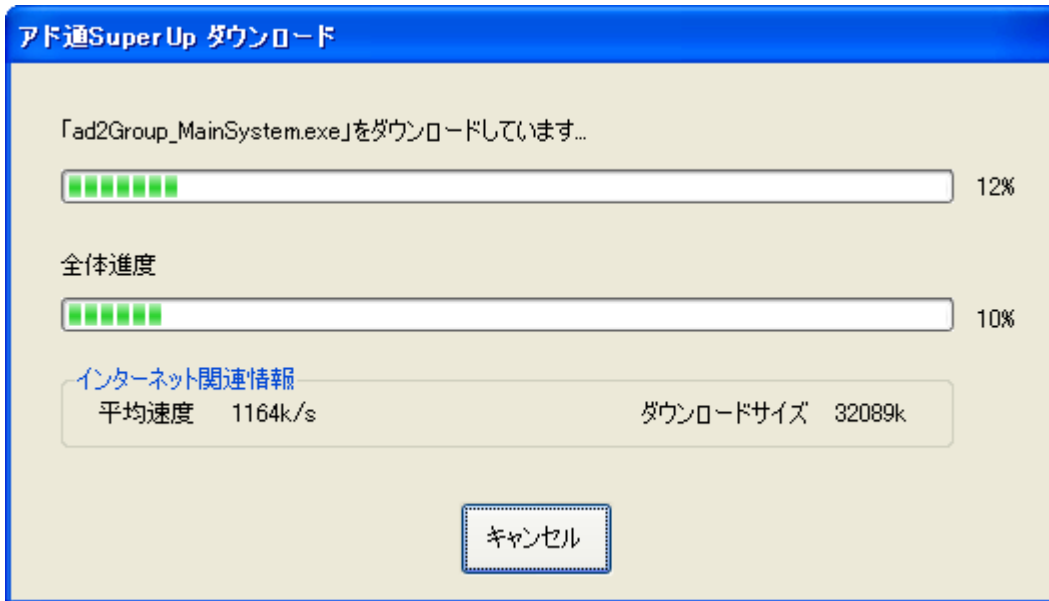 アド通Super Up ダウンロード
「ad2Group_MainSystem.exe」をダウンロードしています...
12%
全体進度
10%
インターネット関連情報
平均速度 1164k/s ダウンロードサイズ 32089k
キャンセル